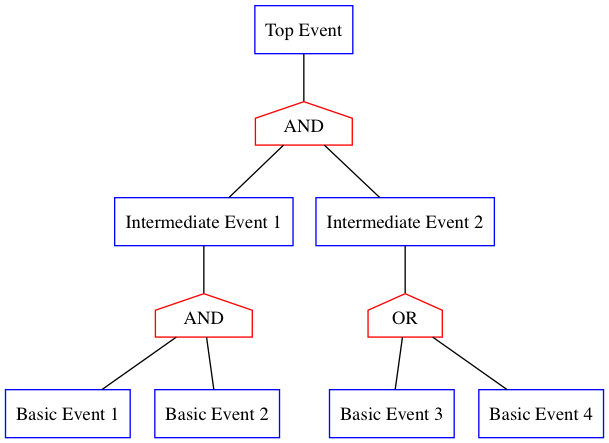 Top Event
AND
Intermediate Event 1
Intermediate Event 2
AND
OR
Basic Event 1
Basic Event 2
Basic Event 3
Basic Event 4